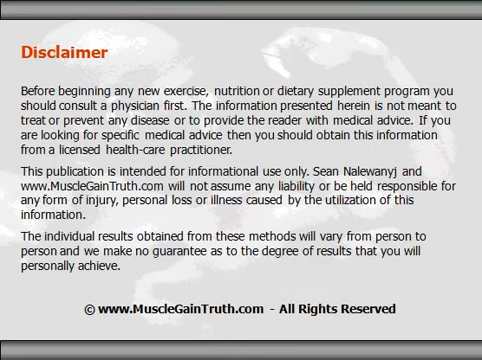 Disclaimer
Before beginning any new exercise, nutrition or dietary supplement program you
should consult a physician first. The information presented herein is not meant to
treat or prevent any disease or to provide the reader with medical advice. If you
are looking for specific medical advice then you should obtain this information
from a licensed health-care practitioner.
This publication is intended for informational use only. Sean Nalewanyj and
www.MuscleGainTruth.com will not assume any liability or be held responsible for
any form of injury, personal loss or illness caused by the utilization of this
information.
The individual results obtained from these methods will vary from person to
person and we make no guarantee as to the degree of results that you will
personally achieve.
© www.MuscleGainTruth.com - All Rights Reserved